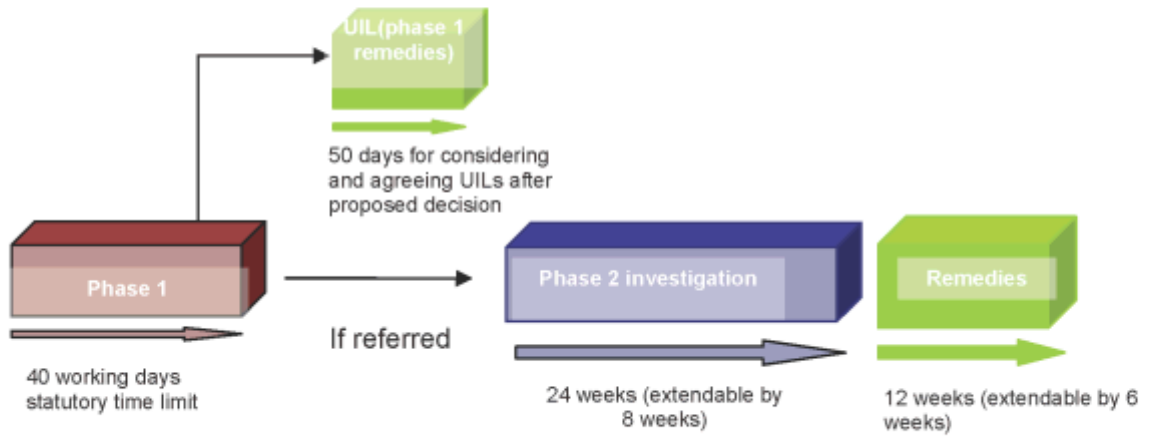 UIL(phase 1
remedies)
50 days for considering
and agreeing UILs after
proposed decision
Phase 1
If referred
Phase 2 investigation
Remedies
40 working days
statutory time limit
24 weeks (extendable by
8 weeks)
12 weeks (extendable by 6
weeks)